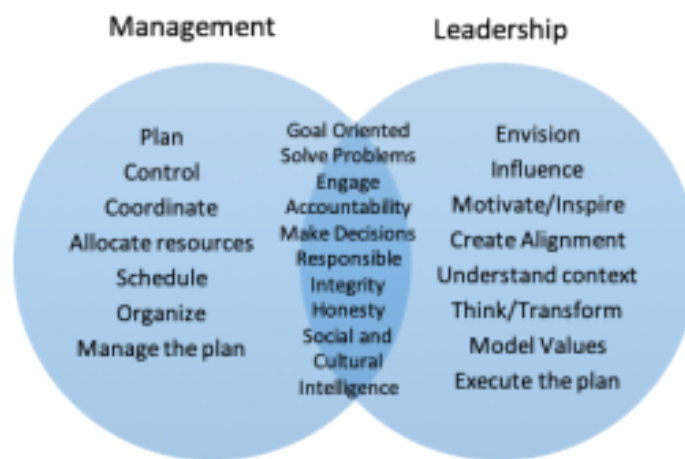 Management
Leadership
Plan
Control
Coordinate
Allocate resources
Schedule
Organize
Manage the plan
Goal Oriented
Solve Problems
Engage
Accountability
Make Decisions
Responsible
Integrity
Honesty
Social and
Cultural
Intelligence
Envision
Influence
Motivate/Inspire
Create Alignment
Understand context
Think/Transform
Model Values
Execute the plan